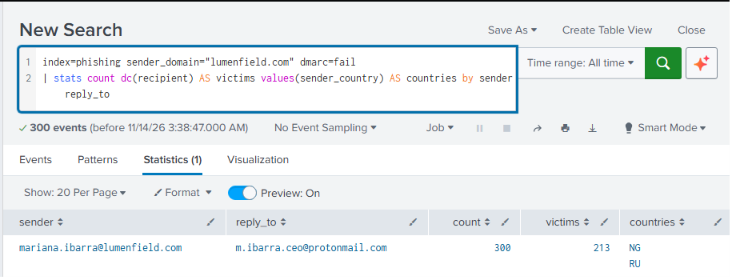 New Search
Save As Create Table View Close
1 index=phishing sender_domain="lumenfield.com" dmarc=fail
2 | stats count dc(recipient) AS victims values(sender_country) AS countries by sender
reply_to
Time range: All time
300 events (before 11/14/26 3:38:47.000 AM) No Event Sampling Job Smart Mode
Events Patterns Statistics (1) Visualization
Show: 20 Per Page Format Preview: On
sender reply_to count victims countries
mariana.ibarra@lumenfield.com m.ibarra.ceo@protonmail.com 300 213 NG
RU